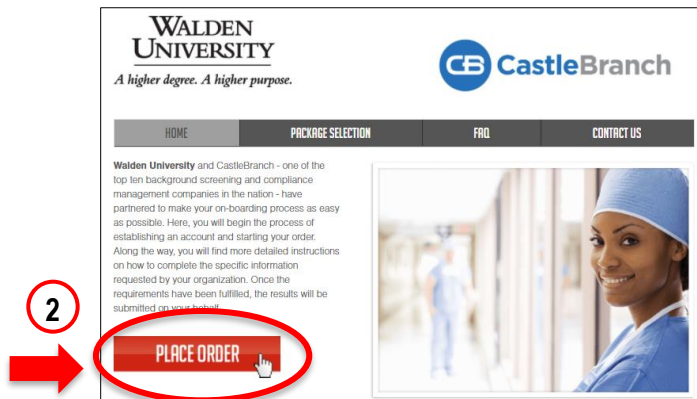 WALDEN
UNIVERSITY
A higher degree. A higher purpose.
CB CastleBranch
HOME PACKAGE SELECTION FAQ CONTACT US
Walden University and CastleBranch - one of the
top ten background screening and compliance
management companies in the nation - have
partnered to make your on-boarding process as easy
as possible. Here, you will begin the process of
establishing an account and starting your order.
Along the way, you will find more detailed instructions
on how to complete the specific information
requested by your organization. Once the
requirements have been fulfilled, the results will be
submitted on your behalf.
2
PLACE ORDER